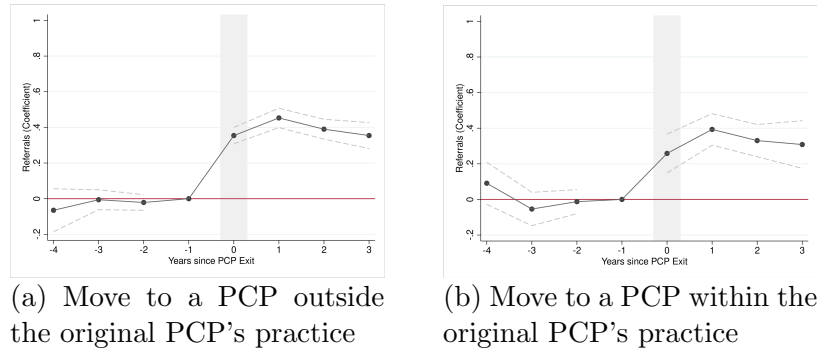 1
.8
.6
.4
.2
0
-.2
Referrals (Coefficient)
-4 -3 -2 -1 0 1 2 3
Years since PCP Exit
(a) Move to a PCP outside
the original PCP's practice
1
.8
.6
.4
.2
0
-.2
Referrals (Coefficient)
-4 -3 -2 -1 0 1 2 3
Years since PCP Exit
(b) Move to a PCP within the
original PCP's practice